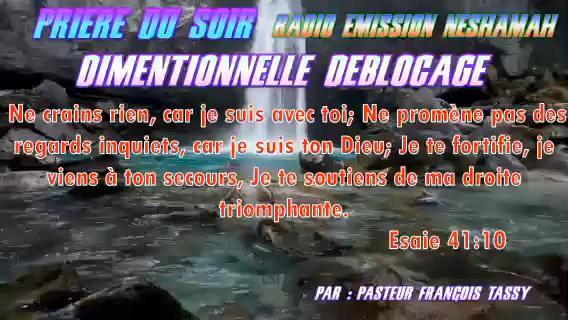 PRIERE DU SOIR RADIO EMISSION NESHAMAH
DIMENTIONNELLE DEBLOCAGE
Ne crains rien, car je suis avec toi; Ne promène pas des
regards inquiets, car je suis ton Dieu; Je te fortifie, je
viens à ton secours, Je te soutiens de ma droite
triomphante.
Esaie 41:10
PAR : PASTEUR FRANÇOIS TASSY